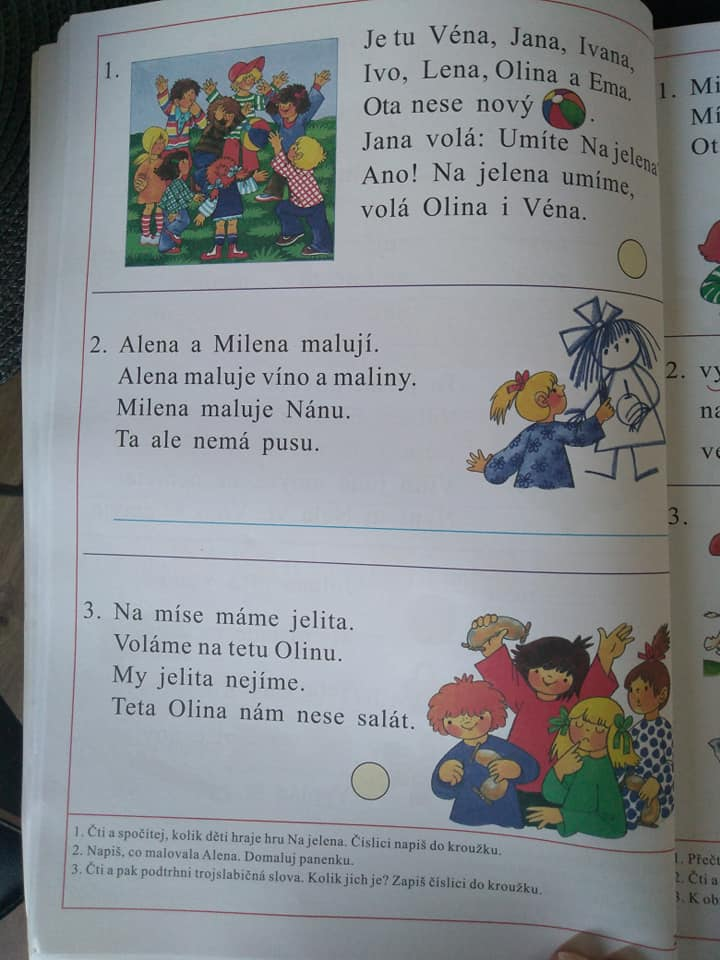 1. Je tu Véna, Jana, Ivana,
Ivo, Lena, Olina a Ema.
Ota nese nový .
Jana volá: Umíte Na jelena
Ano! Na jelena umíme,
volá Olina i Véna.
2. Alena a Milena malují.
Alena maluje víno a maliny.
Milena maluje Nánu.
Ta ale nemá pusu.
3. Na míse máme jelita.
Voláme na tetu Olinu.
My jelita nejíme.
Teta Olina nám nese salát.
1. Čti a spočítej, kolik dětí hraje hru Na jelena. Číslici napiš do kroužku.
2. Napiš, co malovala Alena. Domaluj panenku.
3. Čti a pak podtrhni trojslabičná slova. Kolik jich je? Zapiš číslici do kroužku.
1. Mi
Mí
Ot
2. vy
na
ve
3.
1. Přečt
2. Čti a
3. K ob